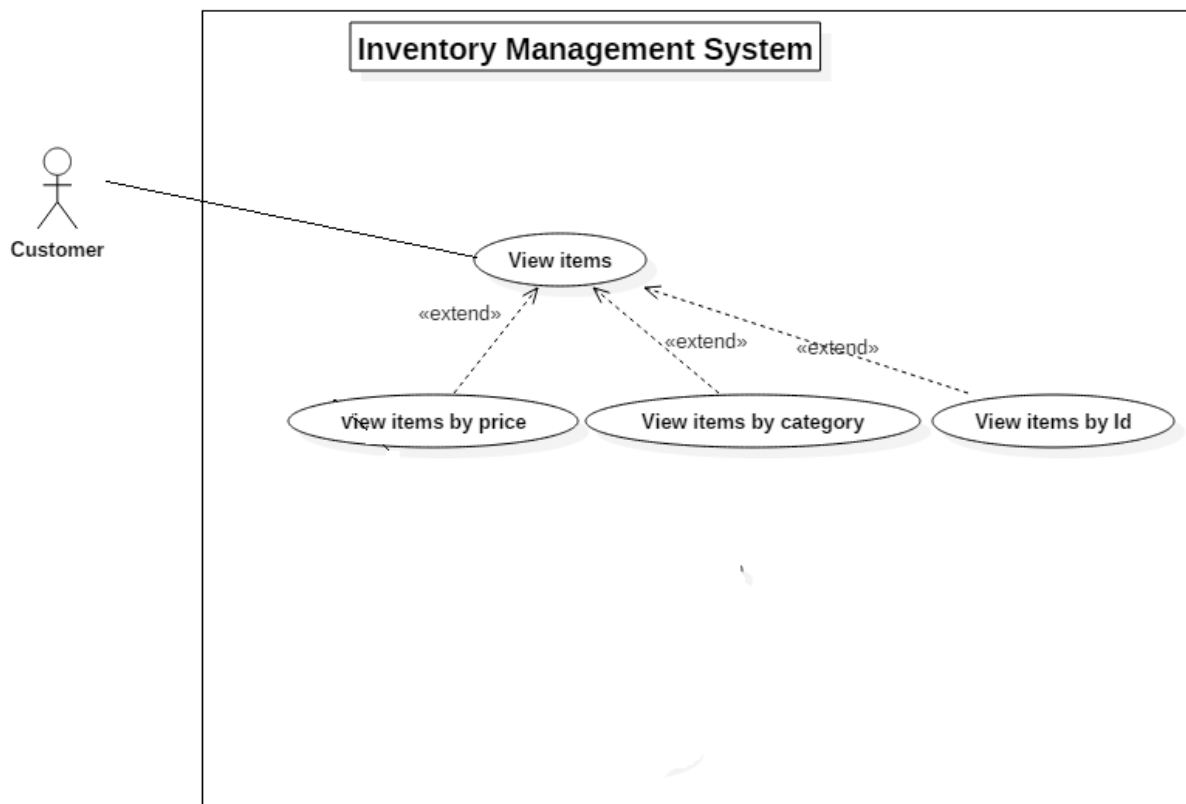 Inventory Management System
Customer
View items
«extend»
«extend»
«extend»
View items by price
View items by category
View items by Id